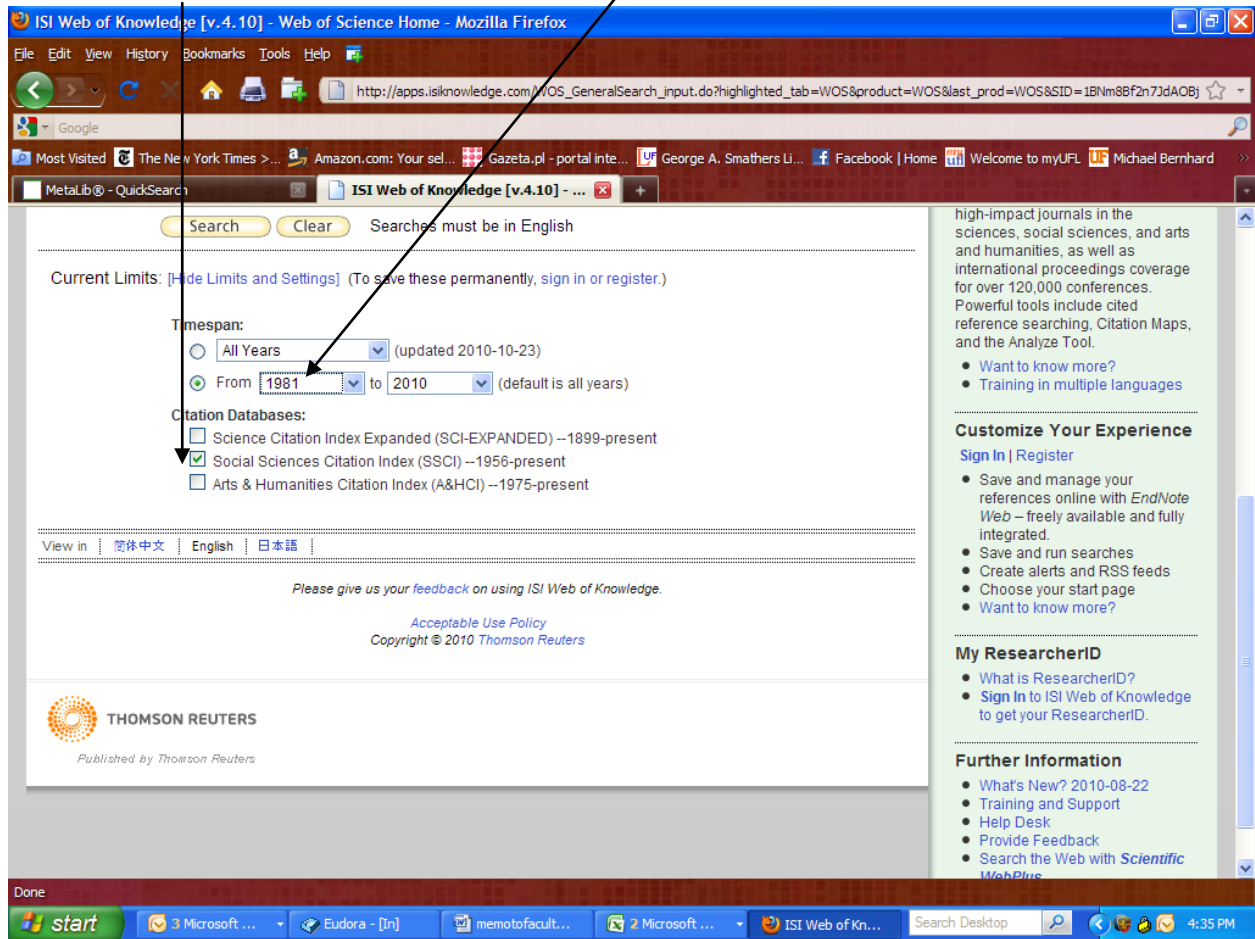 ISI Web of Knowledge [v.4.10] - Web of Science Home - Mozilla Firefox
File Edit View History Bookmarks Tools Help
http://apps.isiknowledge.com/WOS_GeneralSearch_input.do?highlighted_tab=WOS&product=WOS&last_prod=WOS&SID=1BNm8Bf2n7JdAOBj
Google
Most Visited The New York Times >... Amazon.com: Your sel... Gazeta.pl - portal inte... George A. Smathers Li... Facebook | Home Welcome to myUFL Michael Bernhard
MetaLib® - QuickSearch ISI Web of Knowledge [v.4.10] - ...
Search Clear Searches must be in English
Current Limits: [Hide Limits and Settings] (To save these permanently, sign in or register.)
Timespan:
All Years (updated 2010-10-23)
From 1981 to 2010 (default is all years)
Citation Databases:
Science Citation Index Expanded (SCI-EXPANDED) --1899-present
Social Sciences Citation Index (SSCI) --1956-present
Arts & Humanities Citation Index (A&HCI) --1975-present
View in 简体中文 English 日本語
Please give us your feedback on using ISI Web of Knowledge.
Acceptable Use Policy
Copyright © 2010 Thomson Reuters
THOMSON REUTERS
Published by Thomson Reuters
high-impact journals in the
sciences, social sciences, and arts
and humanities, as well as
international proceedings coverage
for over 120,000 conferences.
Powerful tools include cited
reference searching, Citation Maps,
and the Analyze Tool.
Want to know more?
Training in multiple languages
Customize Your Experience
Sign In | Register
Save and manage your
references online with EndNote
Web – freely available and fully
integrated.
Save and run searches
Create alerts and RSS feeds
Choose your start page
Want to know more?
My ResearcherID
What is ResearcherID?
Sign In to ISI Web of Knowledge
to get your ResearcherID.
Further Information
What's New? 2010-08-22
Training and Support
Help Desk
Provide Feedback
Search the Web with Scientific
WebPlus
Done
start 3 Microsoft ... Eudora - [In] memotofacult... 2 Microsoft ... ISI Web of Kn... Search Desktop 4:35 PM